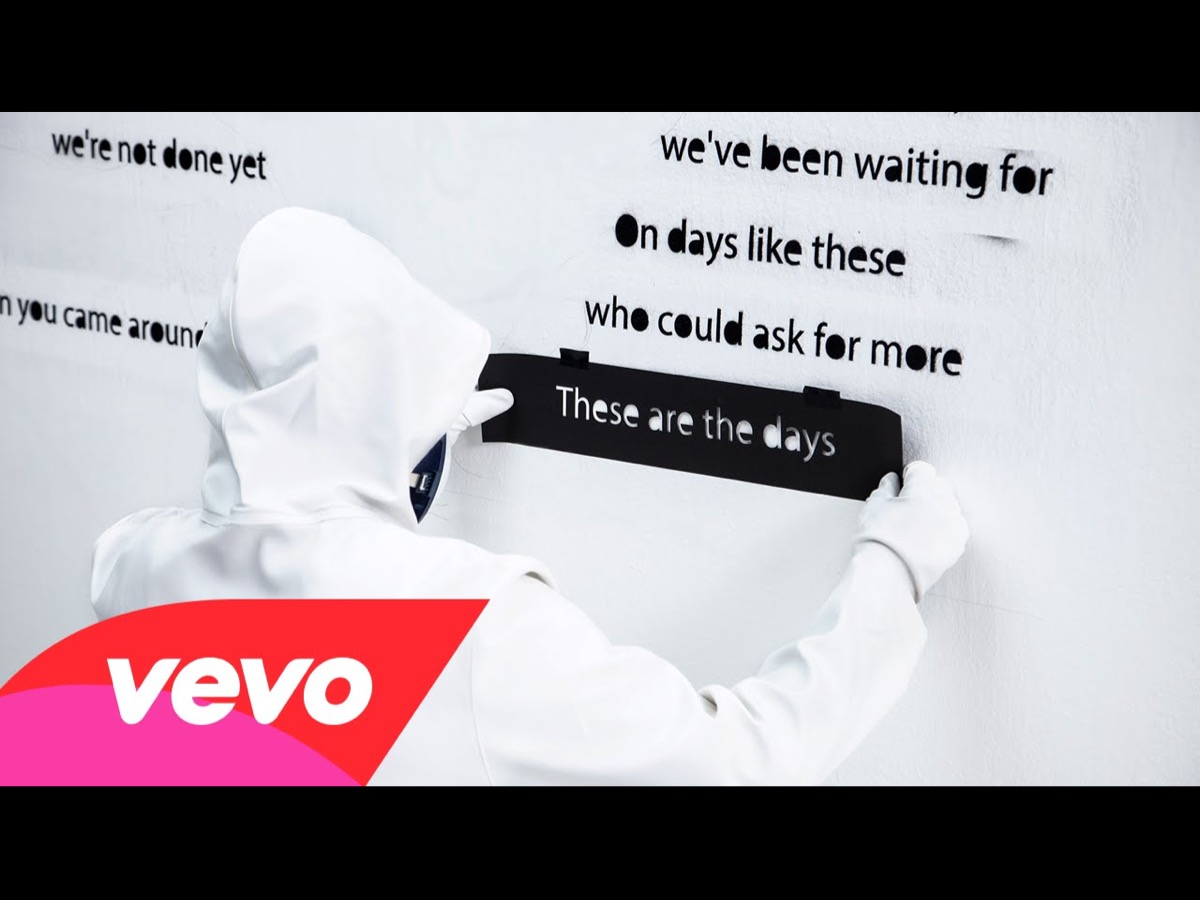 we're not done yet
n you came around
we've been waiting for
On days like these
who could ask for more
These are the days
vevo